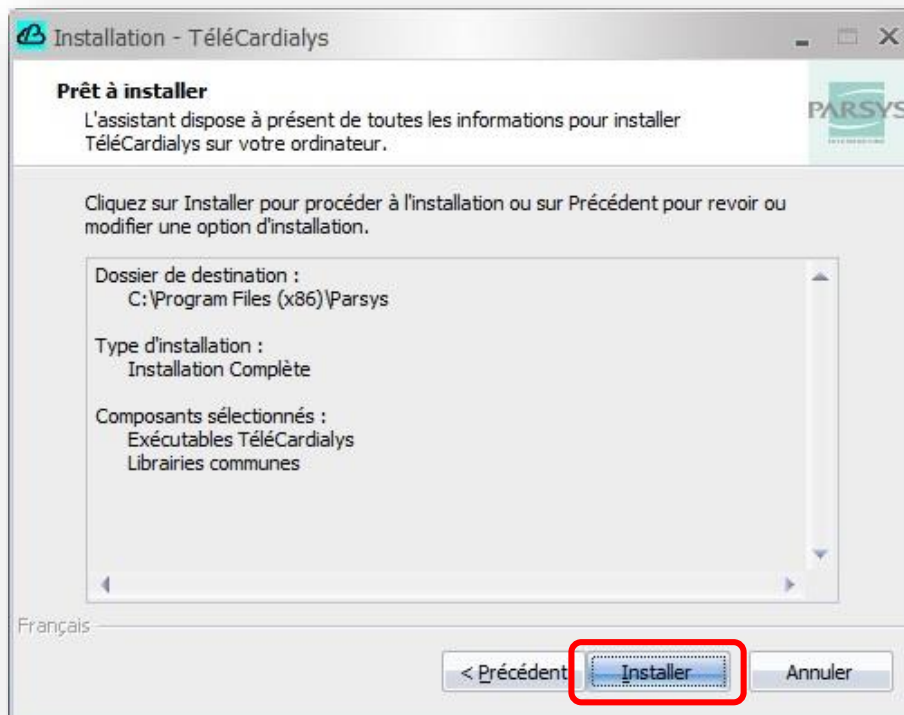 Installation - TéléCardialys
Prêt à installer
L'assistant dispose à présent de toutes les informations pour installer
TéléCardialys sur votre ordinateur.
PARSYS
Cliquez sur Installer pour procéder à l'installation ou sur Précédent pour revoir ou
modifier une option d'installation.
Dossier de destination :
C:\Program Files (x86)\Parsys
Type d'installation :
Installation Complète
Composants sélectionnés :
Exécutables TéléCardialys
Librairies communes
Français
< Précédent
Installer
Annuler